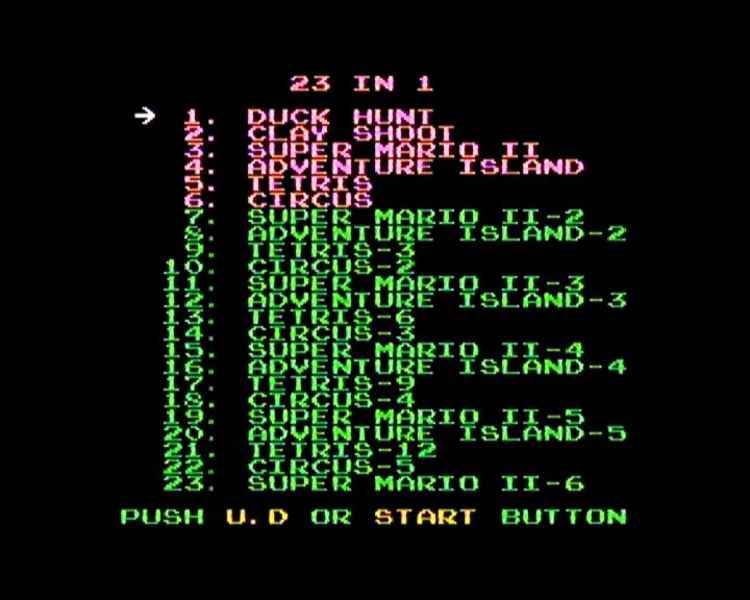 23 IN 1
→ 1. DUCK HUNT
2. CLAY SHOOT
3. SUPER MARIO II
4. ADVENTURE ISLAND
5. TETRIS
6. CIRCUS
7. SUPER MARIO II-2
8. ADVENTURE ISLAND-2
9. TETRIS-3
10. CIRCUS-2
11. SUPER MARIO II-3
12. ADVENTURE ISLAND-3
13. TETRIS-6
14. CIRCUS-3
15. SUPER MARIO II-4
16. ADVENTURE ISLAND-4
17. TETRIS-9
18. CIRCUS-4
19. SUPER MARIO II-5
20. ADVENTURE ISLAND-5
21. TETRIS-12
22. CIRCUS-5
23. SUPER MARIO II-6
PUSH U.D OR START BUTTON